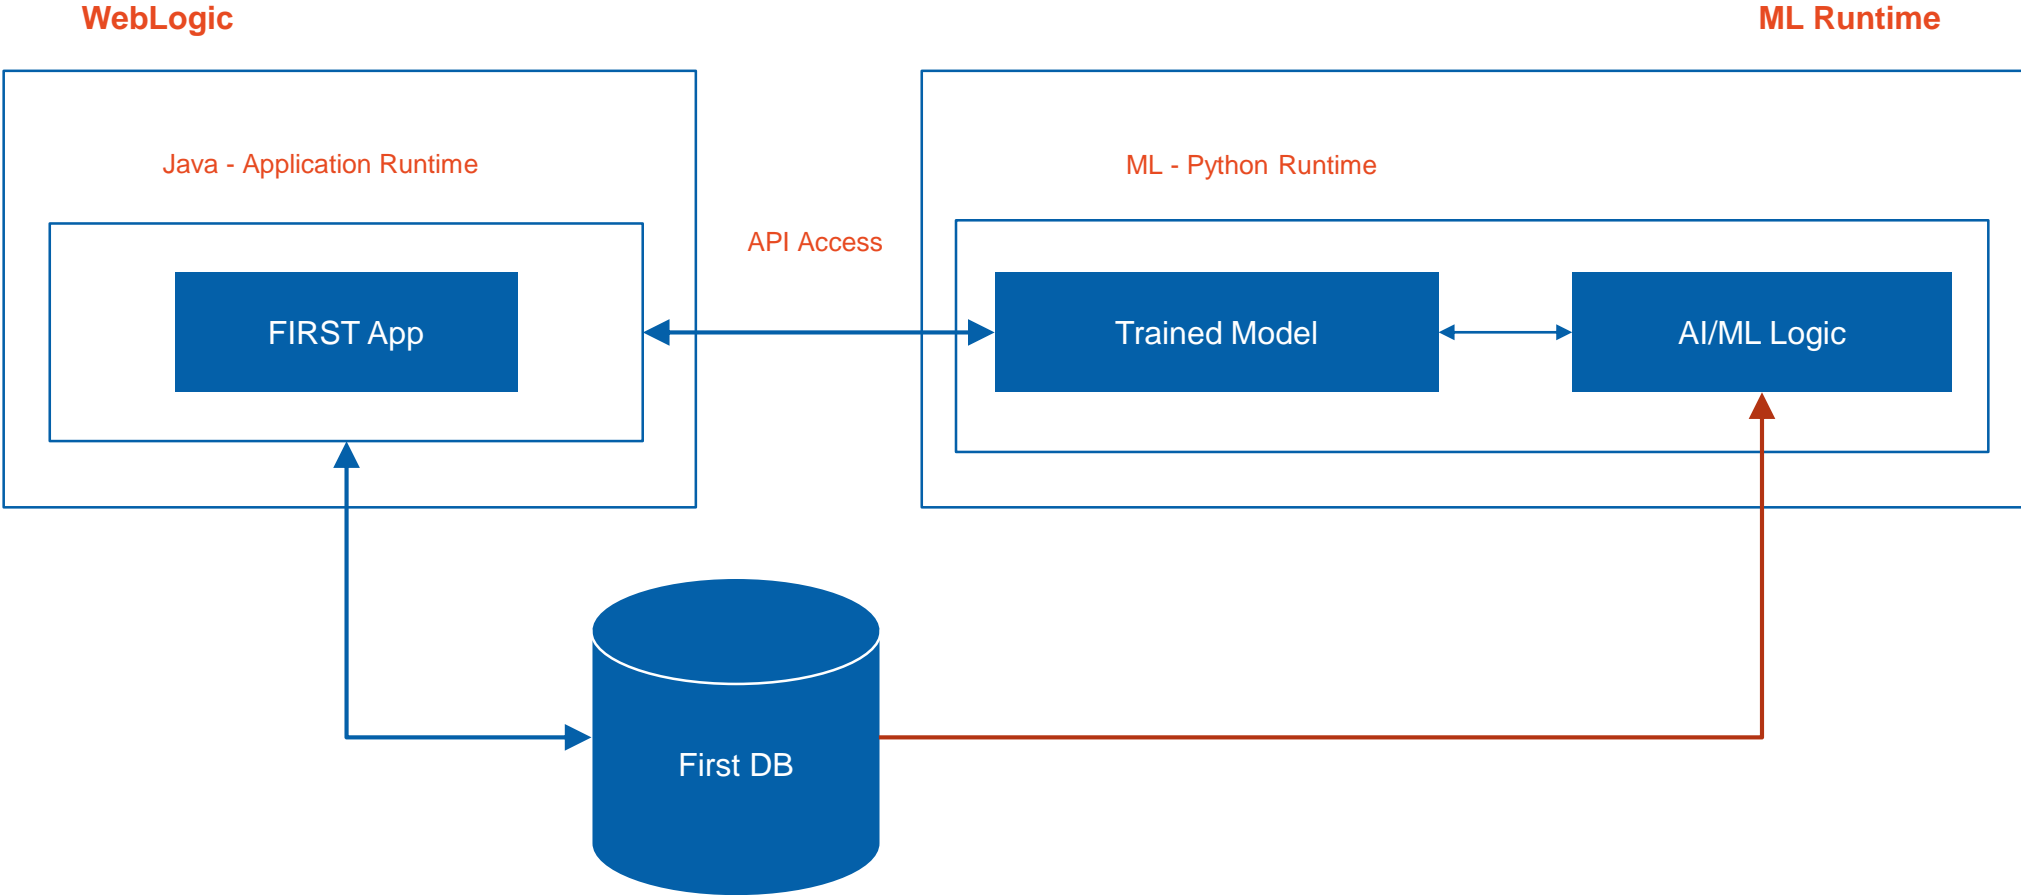 WebLogic
ML Runtime
Java - Application Runtime
ML - Python Runtime
API Access
FIRST App
Trained Model
AI/ML Logic
First DB